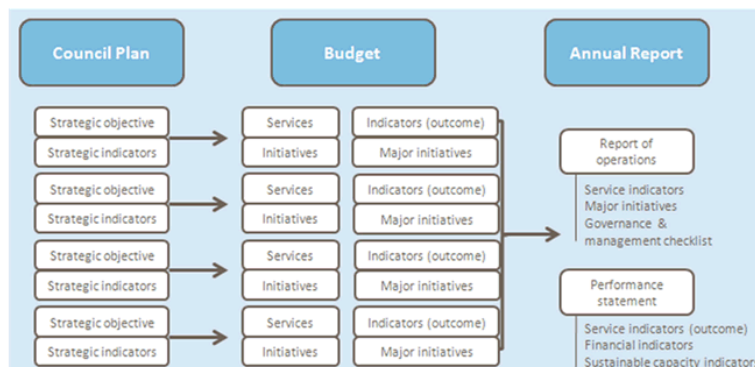 Council Plan
Budget
Annual Report
Strategic objective
Strategic indicators
Services
Initiatives
Indicators (outcome)
Major initiatives
Strategic objective
Strategic indicators
Services
Initiatives
Indicators (outcome)
Major initiatives
Strategic objective
Strategic indicators
Services
Initiatives
Indicators (outcome)
Major initiatives
Strategic objective
Strategic indicators
Services
Initiatives
Indicators (outcome)
Major initiatives
Report of
operations
Service indicators
Major initiatives
Governance &
management checklist
Performance
statement
Service indicators (outcome)
Financial indicators
Sustainable capacity indicator